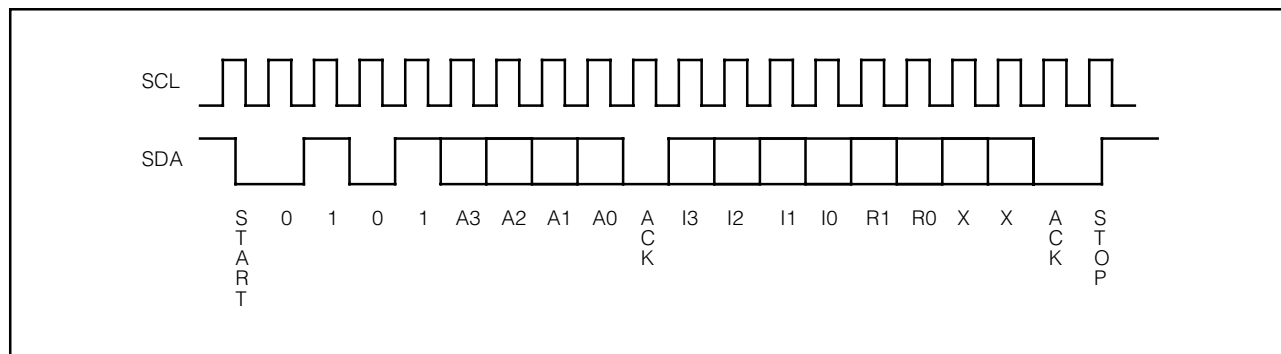 SCL
SDA
START 0 1 0 1 A3 A2 A1 A0 ACK I3 I2 I1 I0 R1 R0 X X ACK STOP